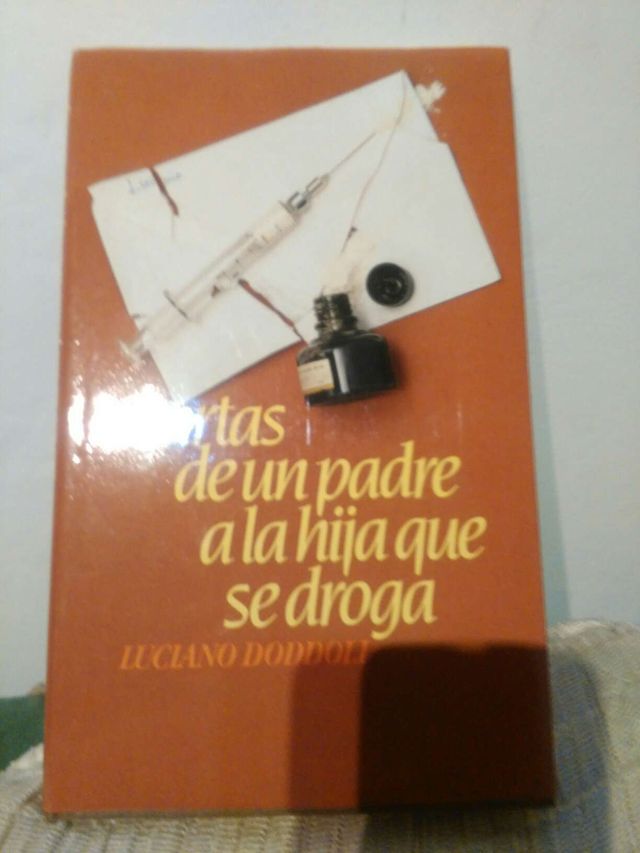 rtas
de un padre
a la hija que
se droga
LUCIANO DODDOLI